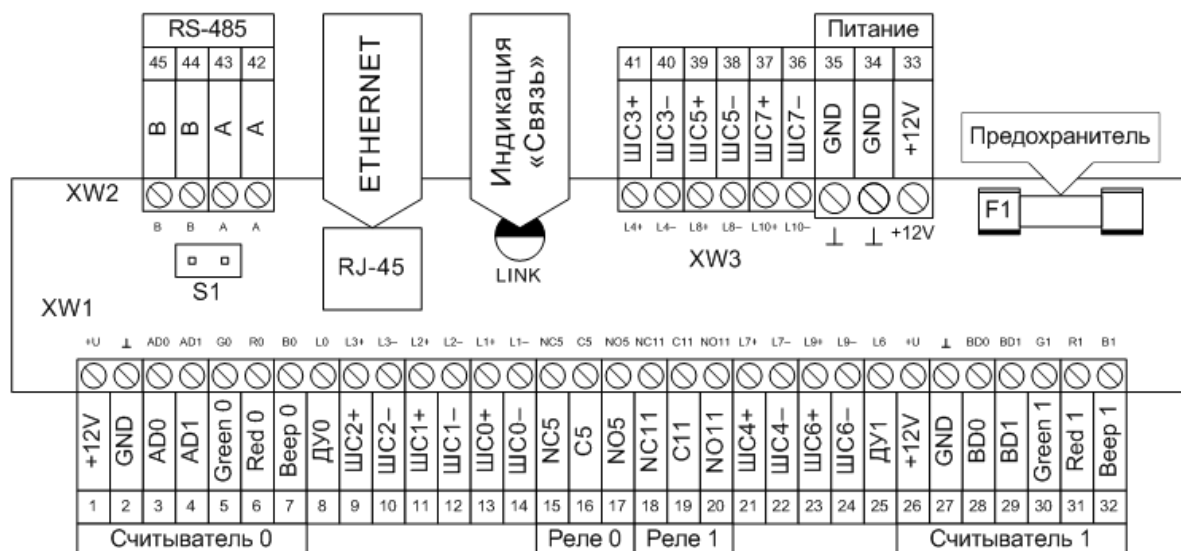 RS-485
45 44 43 42
B B A A
XW2
B B A A
S1
ETHERNET
RJ-45
Индикация
«Связь»
LINK
Питание
41 40 39 38 37 36 35 34 33
ШС3+ ШС3– ШС5+ ШС5– ШС7+ ШС7– GND GND +12V
L4+ L4– L8+ L8– L10+ L10– ⊥ ⊥ +12V
XW3
Предохранитель
F1
XW1
+U ⊥ AD0 AD1 G0 R0 B0 L0 L3+ L3– L2+ L2– L1+ L1– NC5 C5 NO5 NC11 C11 NO11 L7+ L7– L9+ L9– L6 +U ⊥ BD0 BD1 G1 R1 B1
+12V GND AD0 AD1 Green 0 Red 0 Beep 0 ДУ0 ШС2+ ШС2– ШС1+ ШС1– ШС0+ ШС0– NC5 C5 NO5 NC11 C11 NO11 ШС4+ ШС4– ШС6+ ШС6– ДУ1 +12V GND BD0 BD1 Green 1 Red 1 Beep 1
1 2 3 4 5 6 7 8 9 10 11 12 13 14 15 16 17 18 19 20 21 22 23 24 25 26 27 28 29 30 31 32
Считыватель 0 Реле 0 Реле 1 Считыватель 1